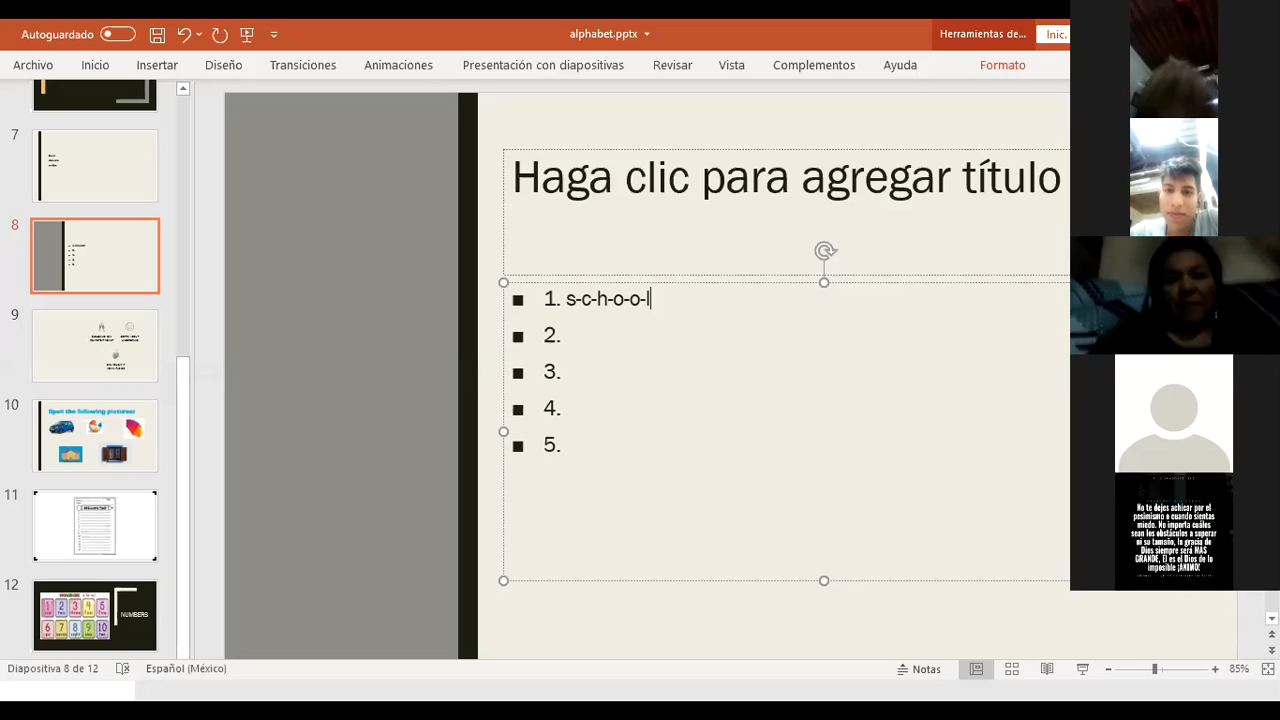 Autoguardado
alphabet.pptx
Herramientas de...
Inic.
Archivo
Inicio
Insertar
Diseño
Transiciones
Animaciones
Presentación con diapositivas
Revisar
Vista
Complementos
Ayuda
Formato
7
8
9
10
11
12
Spell the following pictures:
NUMBERS
Haga clic para agregar título
1. s-c-h-o-o-l
2.
3.
4.
5.
No te dejes achicar por el
pesimismo o cuando sientas
miedo. No importa cuáles
sean los obstáculos a superar
ni su tamaño, la gracia de
Dios siempre será MAS
GRANDE, Él es el Dios de lo
imposible ¡ANIMO!
Diapositiva 8 de 12
Español (México)
Notas
85%